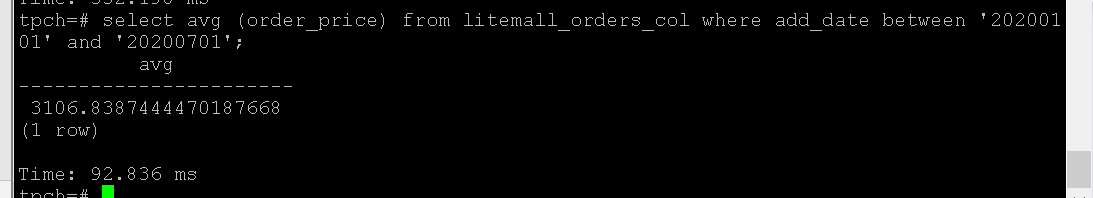 tpch=# select avg (order_price) from litemall_orders_col where add_date between '202001
01' and '20200701';
          avg
-----------------------
 3106.8387444470187668
(1 row)

Time: 92.836 ms
tpch=#